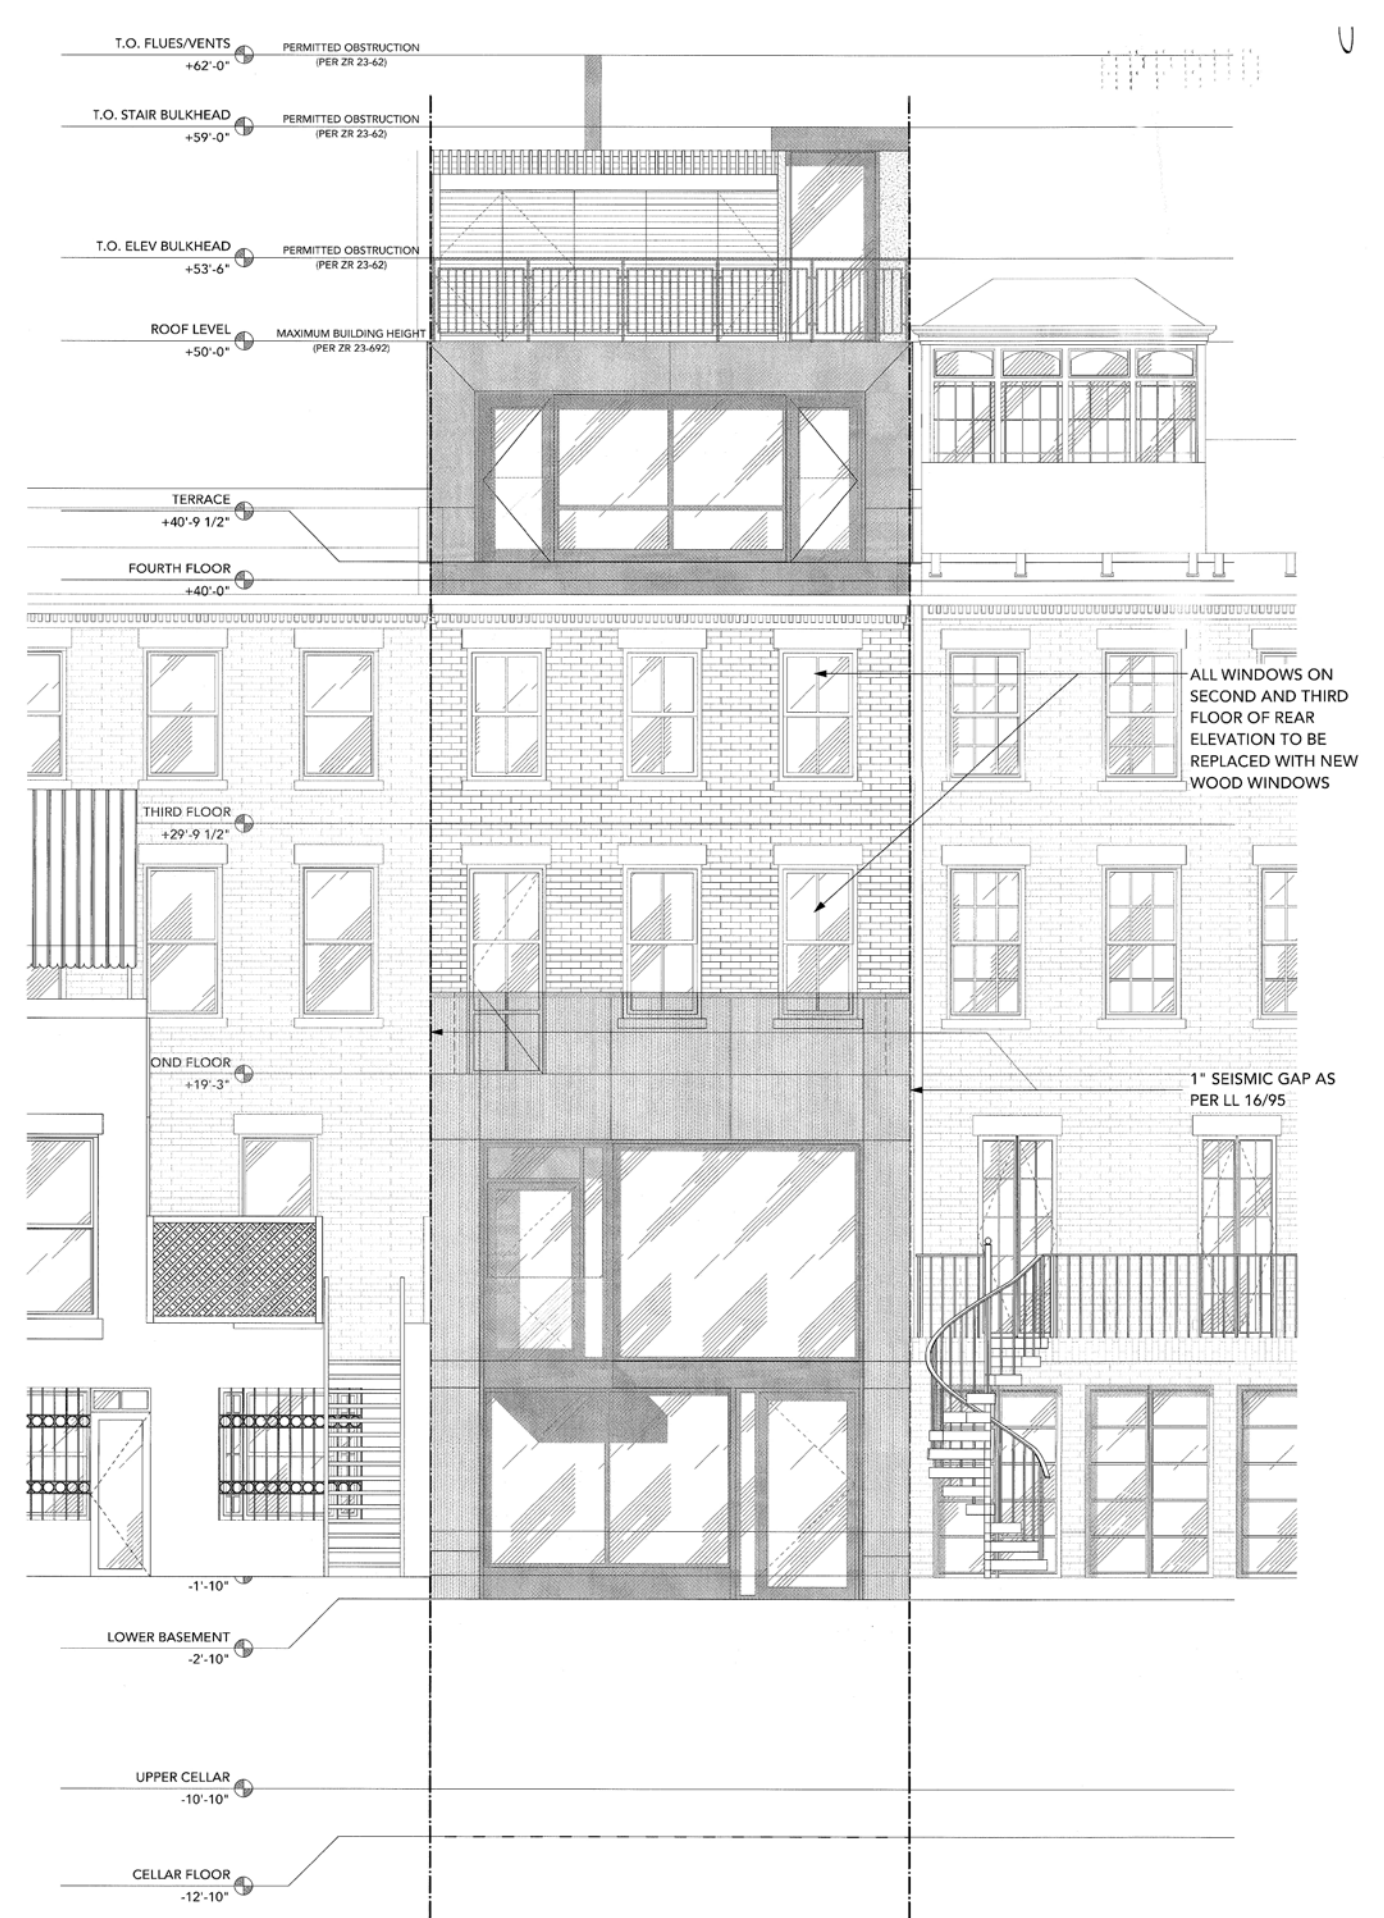 T.O. FLUES/VENTS
+62'-0"
PERMITTED OBSTRUCTION
(PER ZR 23-62)
T.O. STAIR BULKHEAD
+59'-0"
PERMITTED OBSTRUCTION
(PER ZR 23-62)
T.O. ELEV BULKHEAD
+53'-6"
PERMITTED OBSTRUCTION
(PER ZR 23-62)
ROOF LEVEL
+50'-0"
MAXIMUM BUILDING HEIGHT
(PER ZR 23-692)
TERRACE
+40'-9 1/2"
FOURTH FLOOR
+40'-0"
ALL WINDOWS ON
SECOND AND THIRD
FLOOR OF REAR
ELEVATION TO BE
REPLACED WITH NEW
WOOD WINDOWS
THIRD FLOOR
+29'-9 1/2"
OND FLOOR
+19'-3"
1" SEISMIC GAP AS
PER LL 16/95
-1'-10"
LOWER BASEMENT
-2'-10"
UPPER CELLAR
-10'-10"
CELLAR FLOOR
-12'-10"